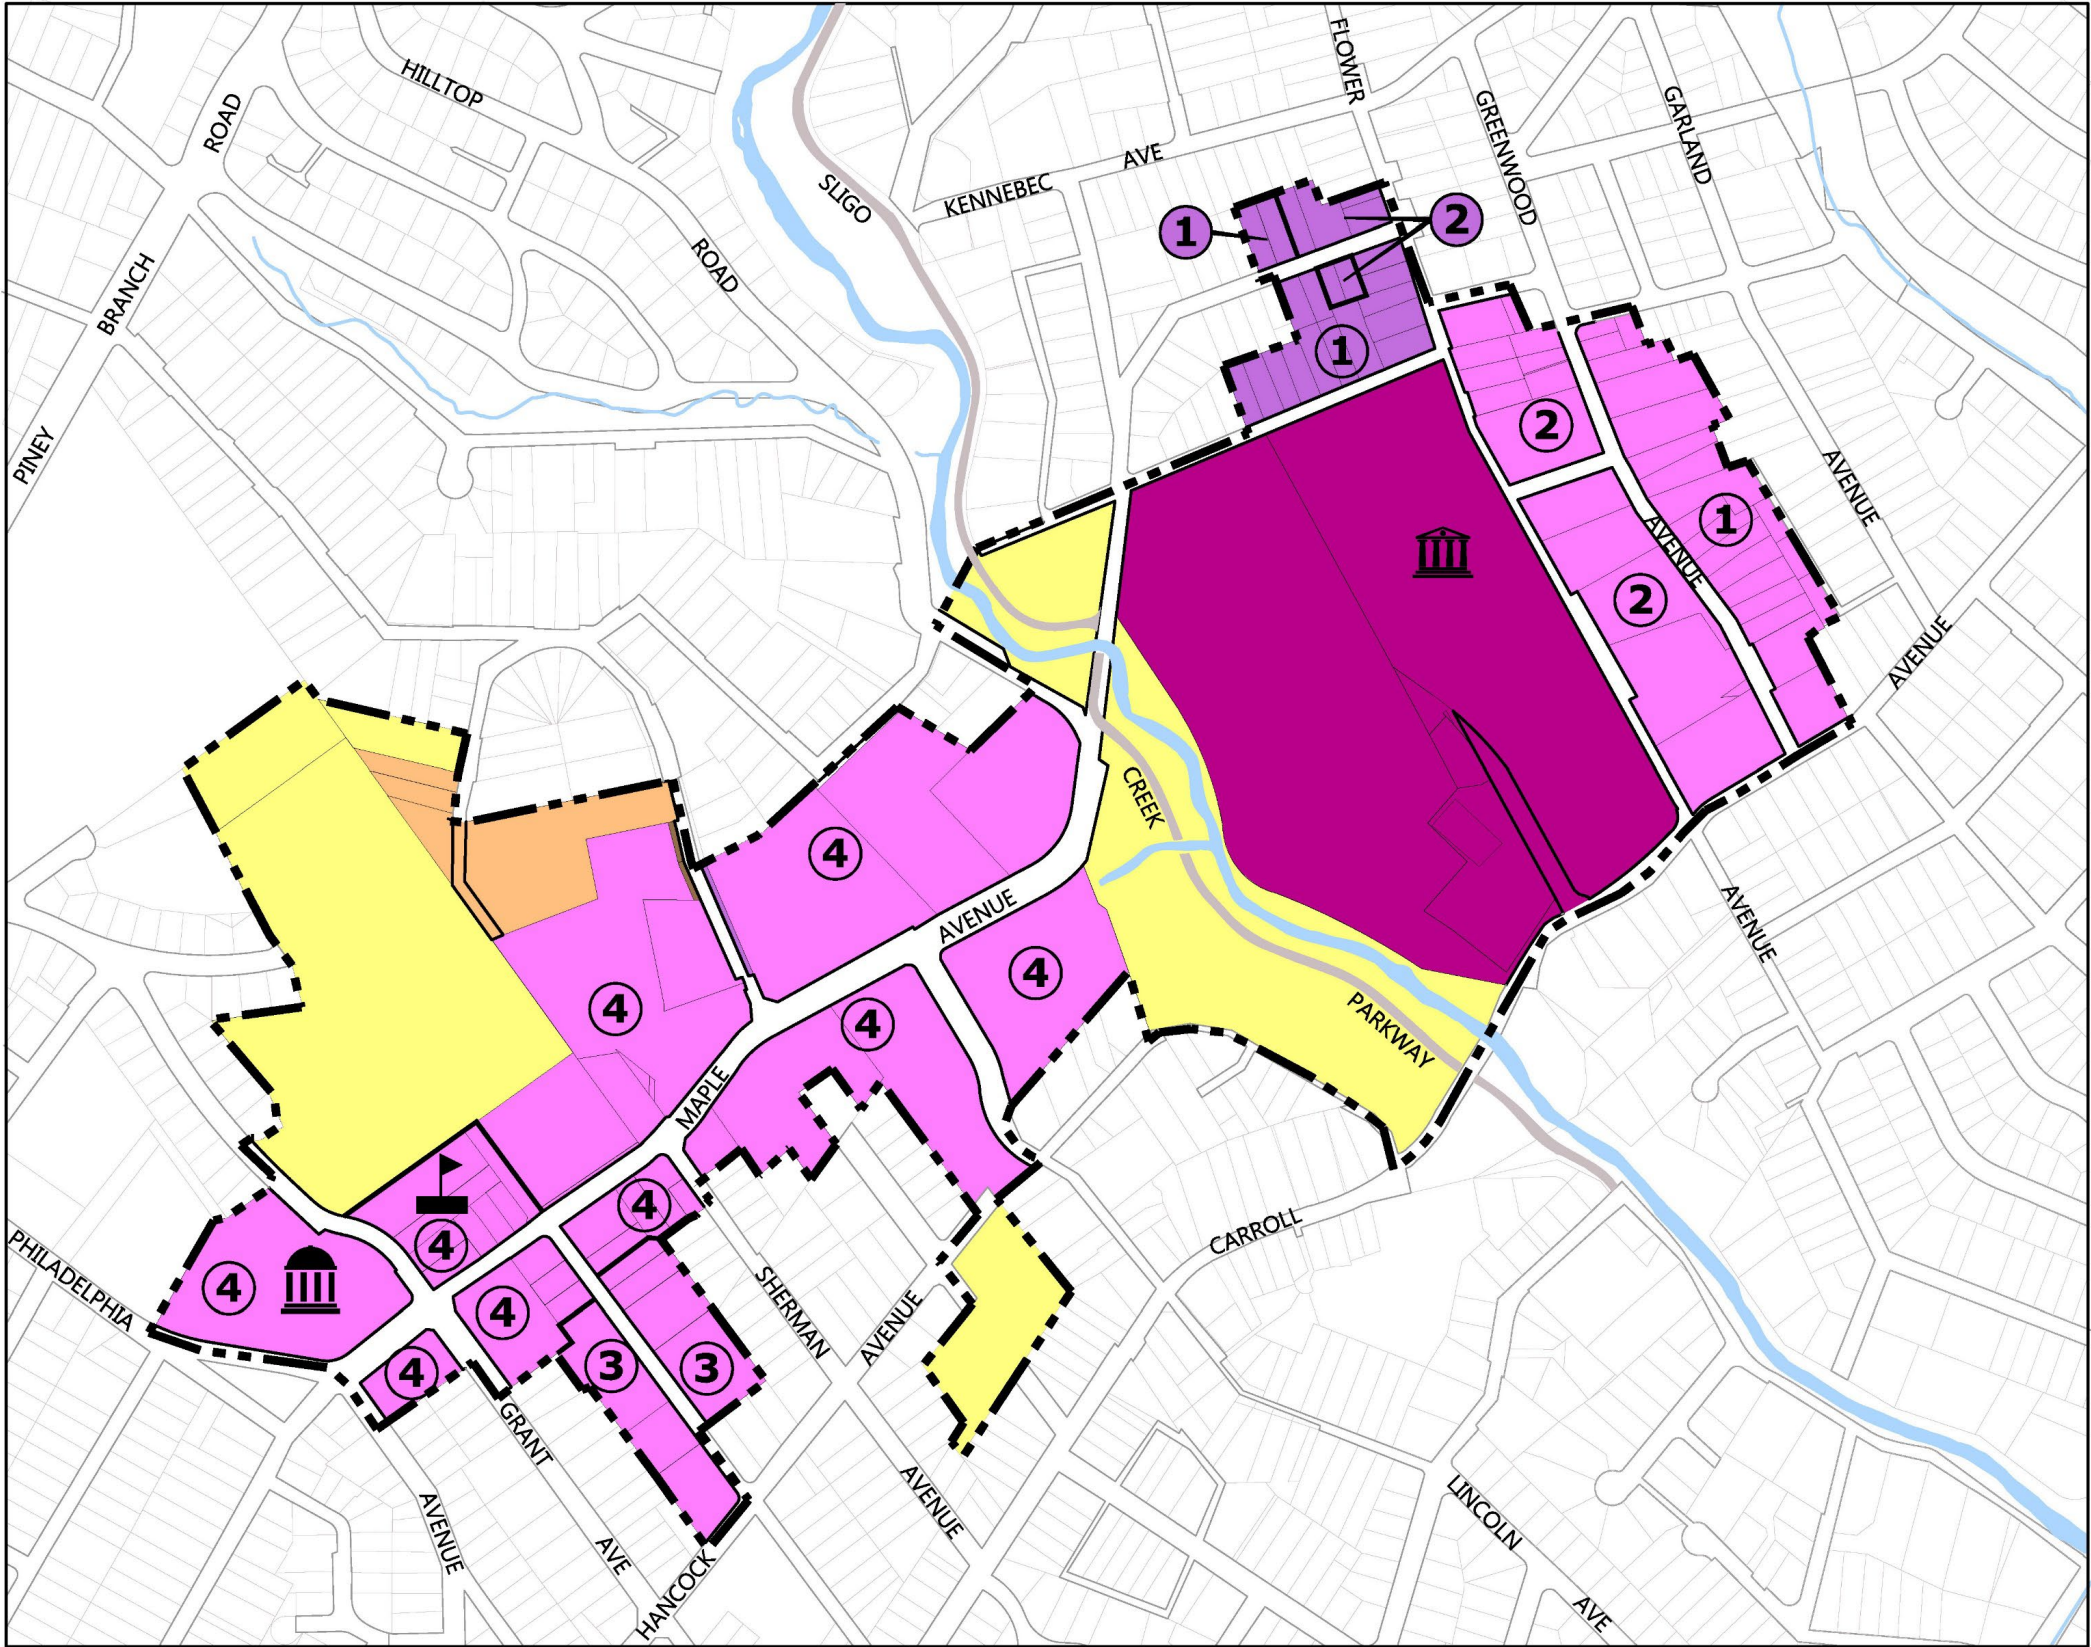 HILLTOP
ROAD
FLOWER
GREENWOOD
GARLAND
AVE
KENNEBEC
SLIGO
ROAD
BRANCH
PINEY
1
2
1
2
1
2
AVENUE
AVENUE
AVENUE
CREEK
4
AVENUE
4
4
4
AVENUE
PARKWAY
MAPLE
4
4
4
4
4
3
3
PHILADELPHIA
CARROLL
SHERMAN
AVENUE
GRANT
AVENUE
AVENUE
AVE
HANCOCK
LINCOLN
AVE